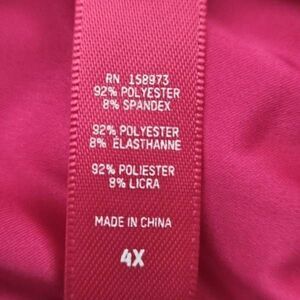 RN 158973
92% POLYESTER
8% SPANDEX
92% POLYESTER
8% ÉLASTHANNE
92% POLIESTER
8% LICRA
MADE IN CHINA
4X